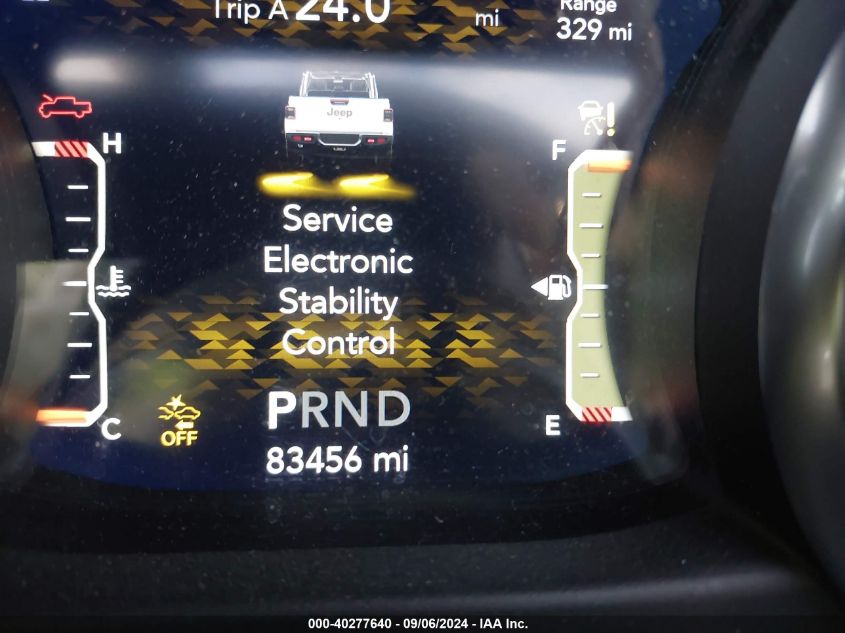 Trip A 24.0 mi
Range
329 mi
Jeep
H
F
Service
Electronic
Stability
Control
PRND
OFF
C
E
83456 mi
000-40277640 - 09/06/2024 - IAA Inc.